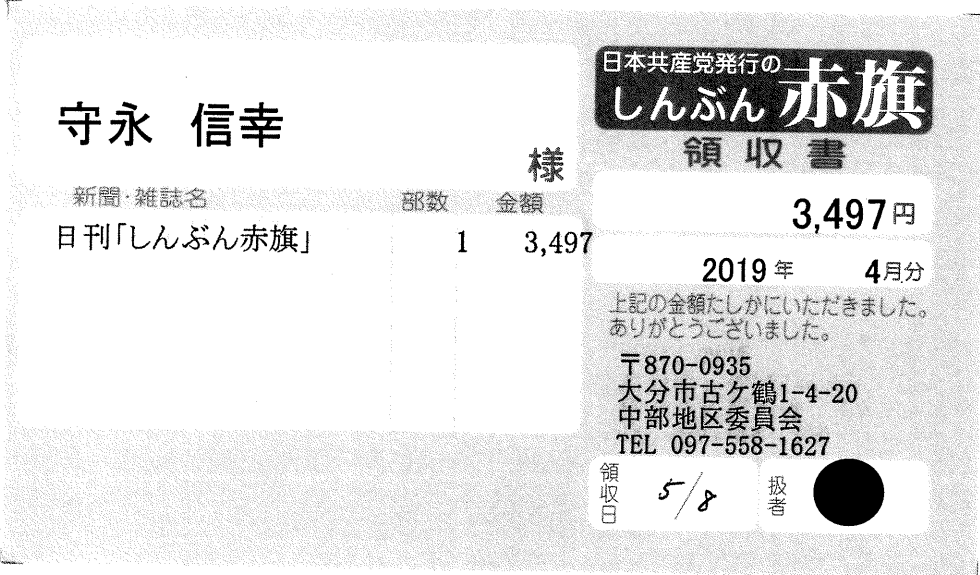 守永 信幸
様
新聞・雑誌名 部数 金額
日刊「しんぶん赤旗」 1 3,497
日本共産党発行の
しんぶん赤旗
領収書
3,497円
2019年 4月分
上記の金額たしかにいただきました。
ありがとうございました。
〒870-0935
大分市古ケ鶴1-4-20
中部地区委員会
TEL 097-558-1627
領収日 5/8 扱者